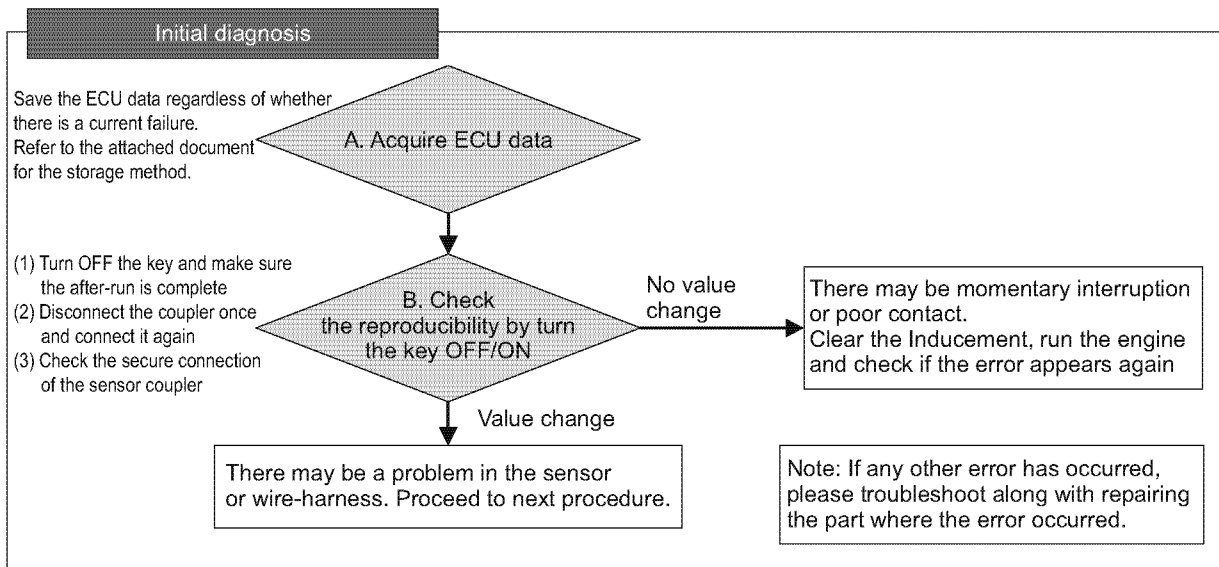 Initial diagnosis
Save the ECU data regardless of whether
there is a current failure.
Refer to the attached document
for the storage method.
A. Acquire ECU data
(1) Turn OFF the key and make sure
the after-run is complete
(2) Disconnect the coupler once
and connect it again
(3) Check the secure connection
of the sensor coupler
B. Check
the reproducibility by turn
the key OFF/ON
No value
change
There may be momentary interruption
or poor contact.
Clear the Inducement, run the engine
and check if the error appears again
Value change
There may be a problem in the sensor
or wire-harness. Proceed to next procedure.
Note: If any other error has occurred,
please troubleshoot along with repairing
the part where the error occurred.